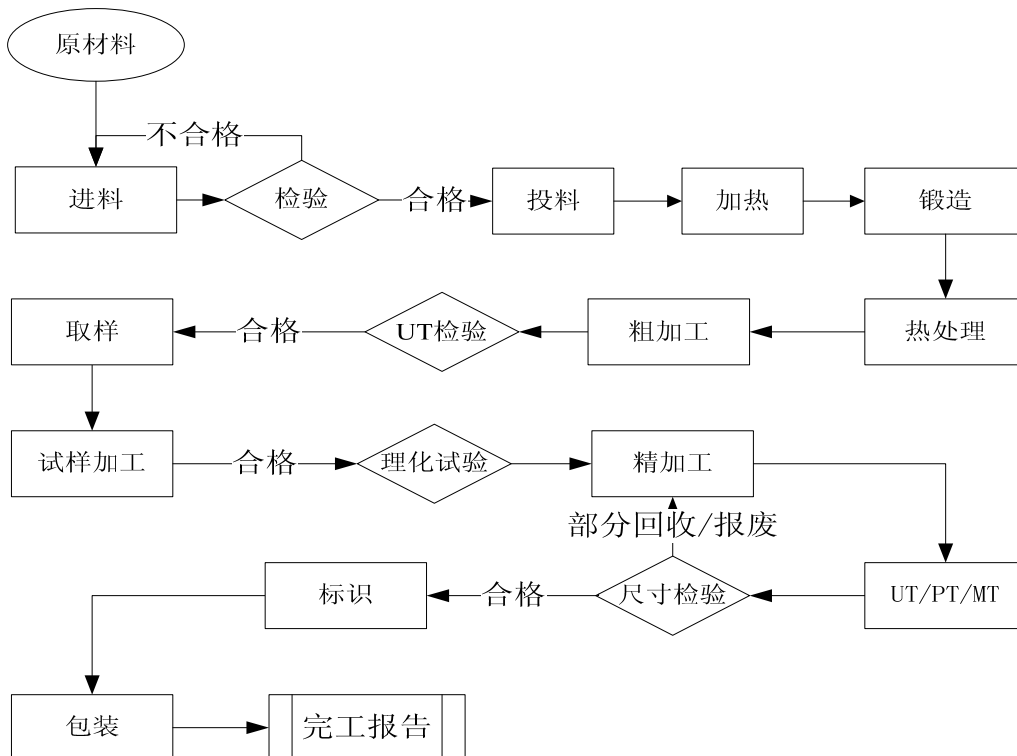 原材料
不合格
进料
检验
合格
投料
加热
锻造
取样
合格
UT检验
粗加工
热处理
试样加工
合格
理化试验
精加工
部分回收/报废
标识
合格
尺寸检验
UT/PT/MT
包装
完工报告